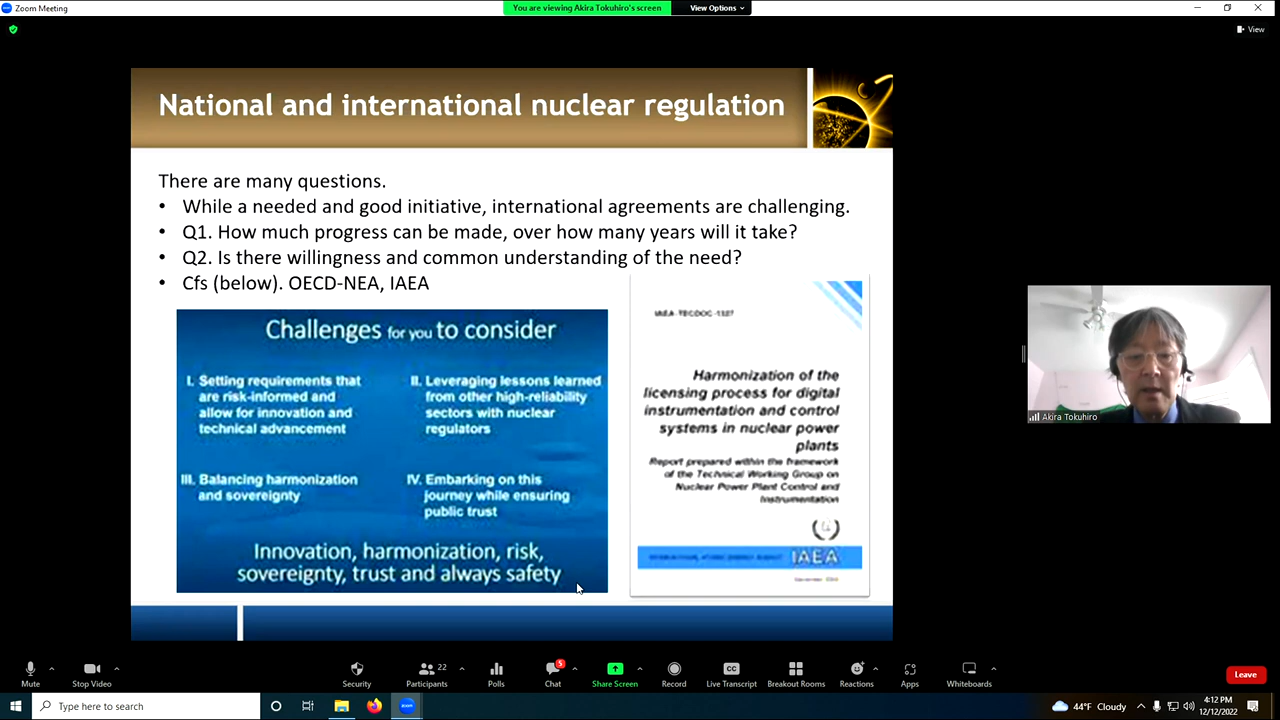 Zoom Meeting
You are viewing Akira Tokuhiro's screen
View Options
View
National and international nuclear regulation
There are many questions.
• While a needed and good initiative, international agreements are challenging.
• Q1. How much progress can be made, over how many years will it take?
• Q2. Is there willingness and common understanding of the need?
• Cfs (below). OECD-NEA, IAEA
Challenges for you to consider
I. Setting requirements that
are risk-informed and
allow for innovation and
technical advancement
II. Leveraging lessons learned
from other high-reliability
sectors with nuclear
regulators
III. Balancing harmonization
and sovereignty
IV. Embarking on this
journey while ensuring
public trust
Innovation, harmonization, risk,
sovereignty, trust and always safety
IAEA-TECDOC-1327
Harmonization of the
licensing process for digital
instrumentation and control
systems in nuclear power
plants
Report prepared within the framework
of the Technical Working Group on
Nuclear Power Plant Control and
Instrumentation
IAEA
Akira Tokuhiro
Mute
Stop Video
Security
Participants
22
Polls
Chat
5
Share Screen
Record
Live Transcript
Breakout Rooms
Reactions
Apps
Whiteboards
Leave
Type here to search
44°F Cloudy
4:12 PM
12/12/2022